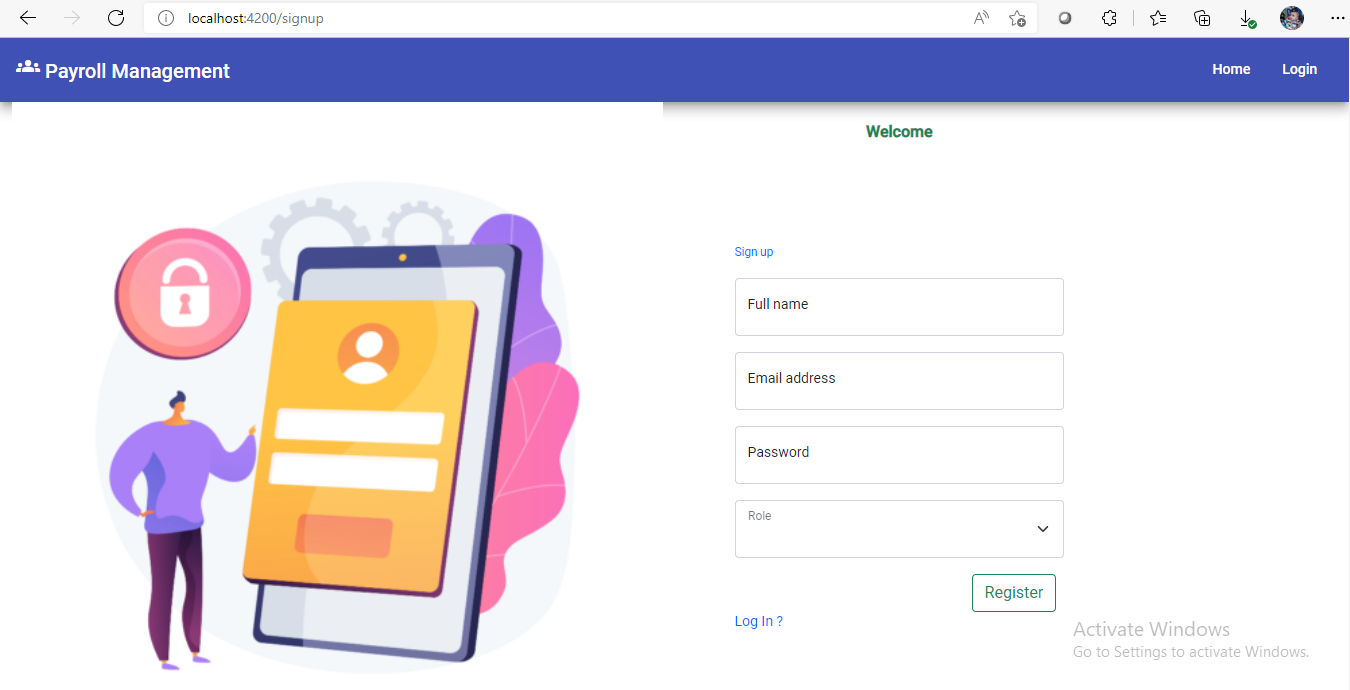 localhost:4200/signup
Payroll Management
Home
Login
Welcome
Sign up
Full name
Email address
Password
Role
Register
Log In ?
Activate Windows
Go to Settings to activate Windows.